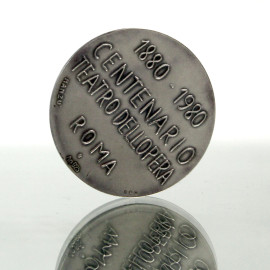 1880 · 1980
CENTENARIO
TEATRO DELL'OPERA
· ROMA ·